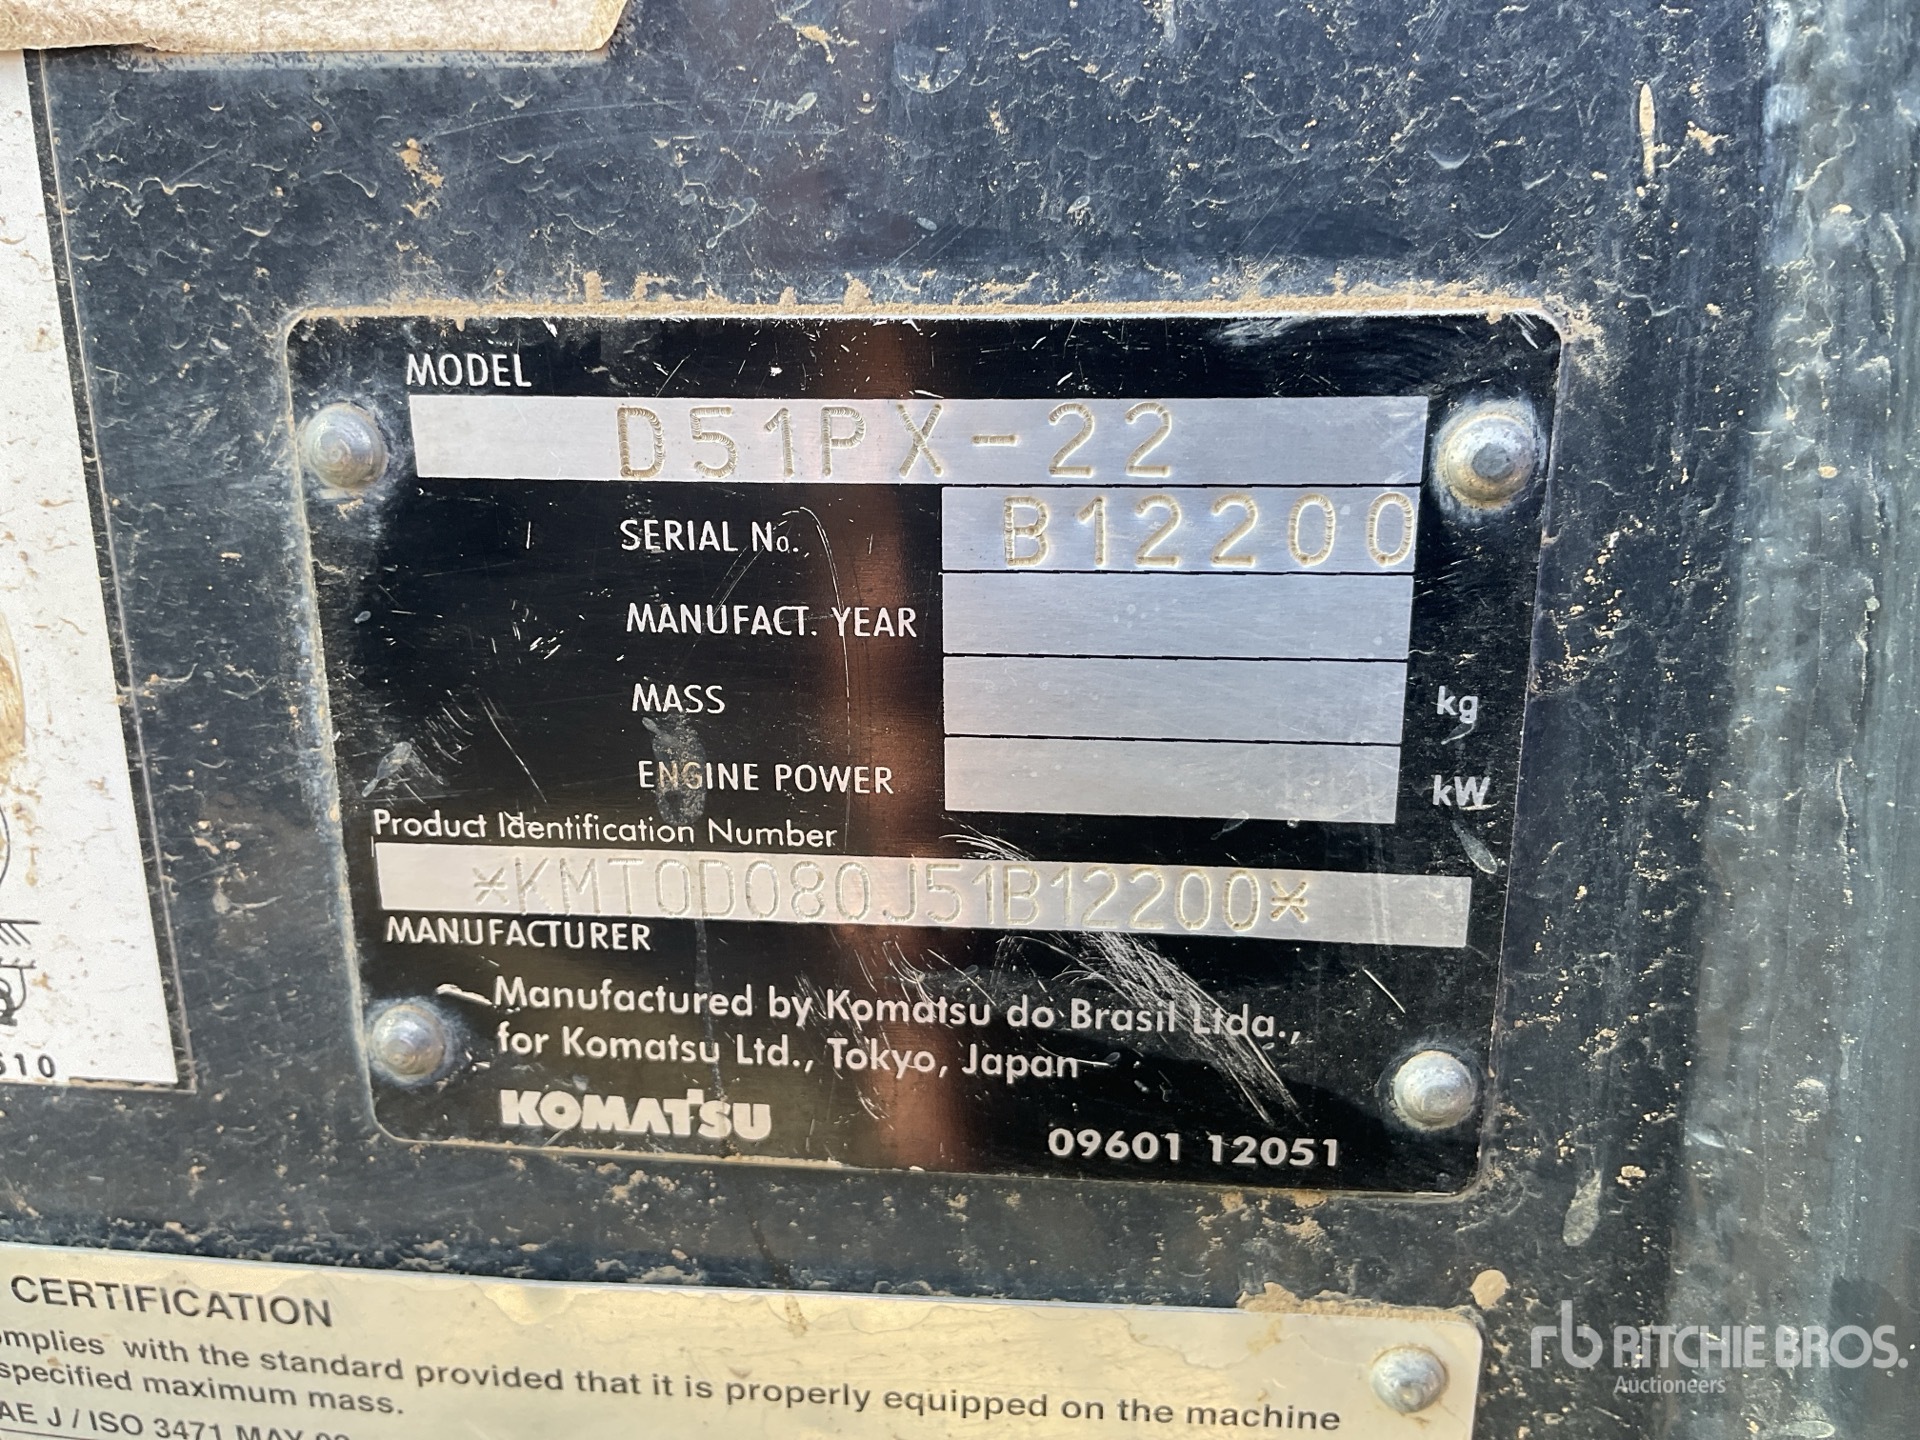 MODEL
D51PX-22
SERIAL No. B12200
MANUFACT. YEAR
MASS kg
ENGINE POWER kW
Product Identification Number
*KMT0D080J51B12200*
MANUFACTURER
Manufactured by Komatsu do Brasil Ltda.,
for Komatsu Ltd., Tokyo, Japan
KOMATSU
09601 12051
510
CERTIFICATION
with the standard provided that it is properly equipped on the machine
specified maximum mass.
J / ISO 3471 MAY
rb RITCHIE BROS.
Auctioneers